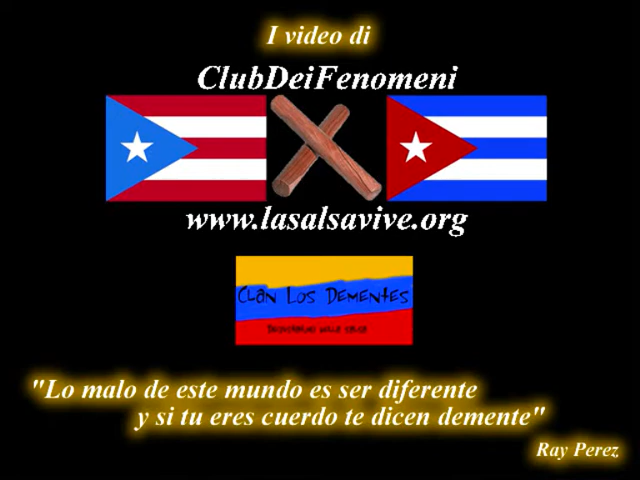 I video di
ClubDeiFenomeni
www.lasalsavive.org
Clan Los Dementes
"Lo malo de este mundo es ser diferente
y si tu eres cuerdo te dicen demente"
Ray Perez